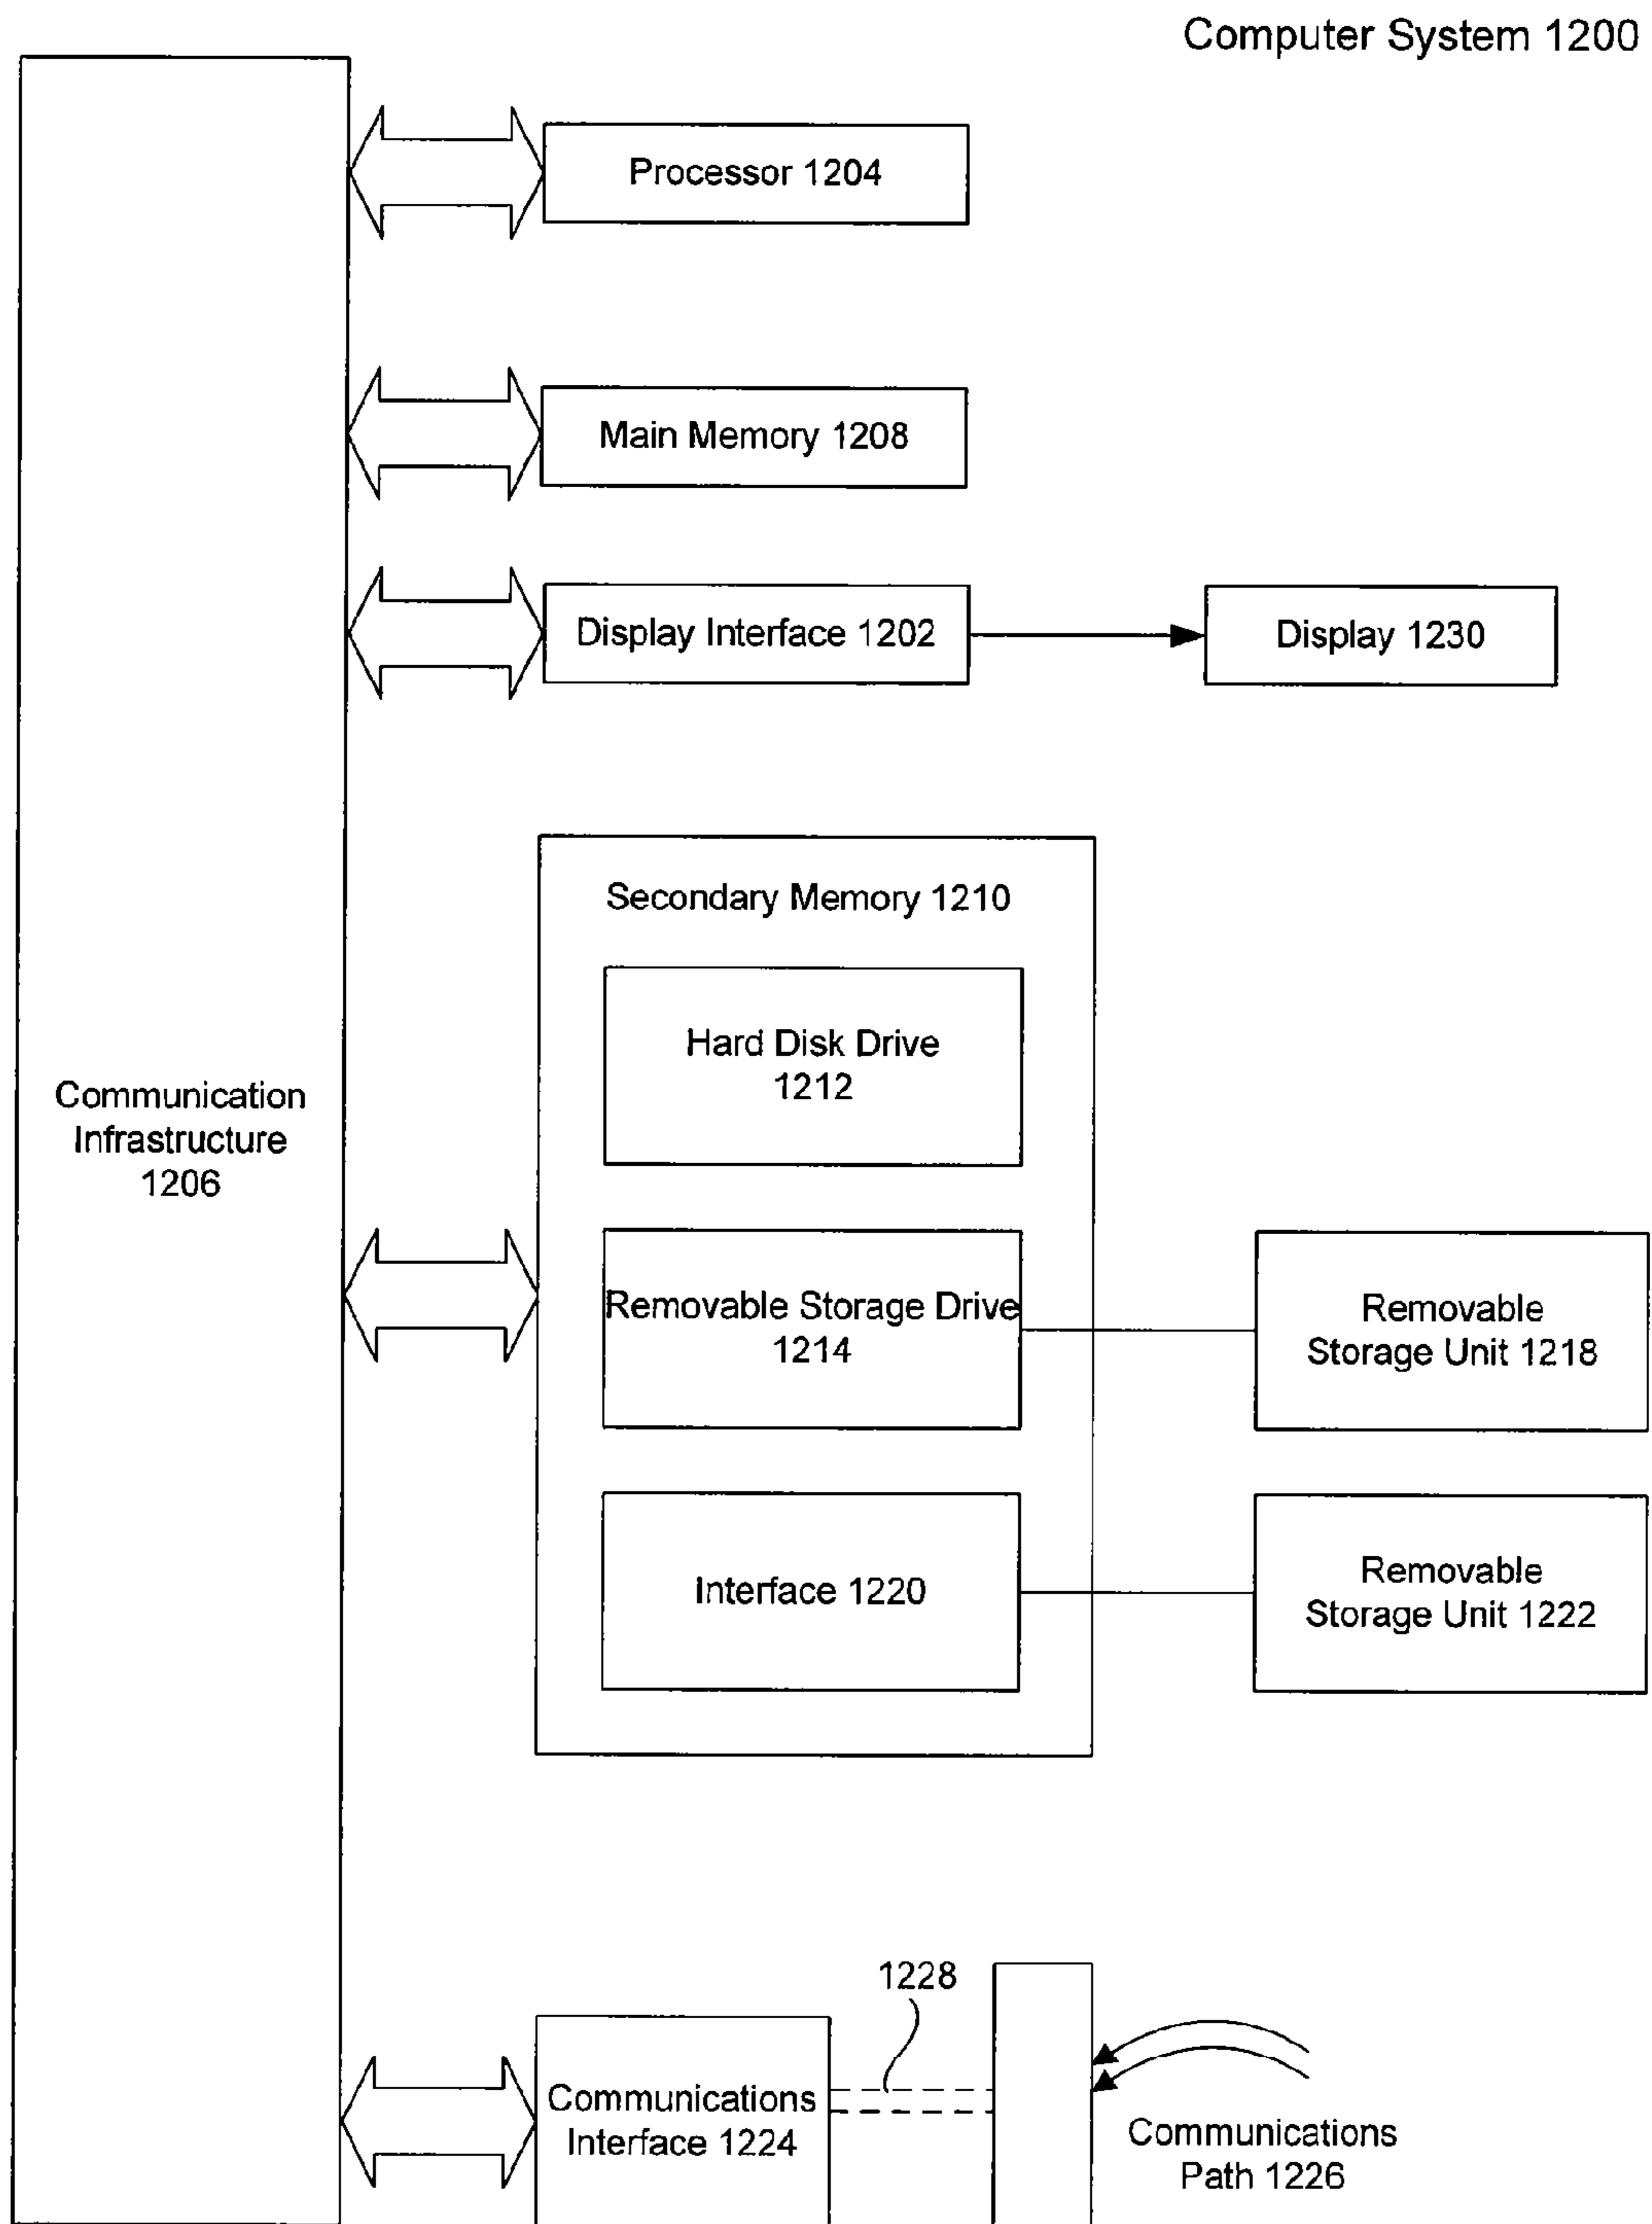 Computer System 1200
Processor 1204
Main Memory 1208
Display Interface 1202
Display 1230
Secondary Memory 1210
Hard Disk Drive
1212
Communication
Infrastructure
1206
Removable Storage Drive
1214
Removable
Storage Unit 1218
Interface 1220
Removable
Storage Unit 1222
1228
Communications
Interface 1224
Communications
Path 1226